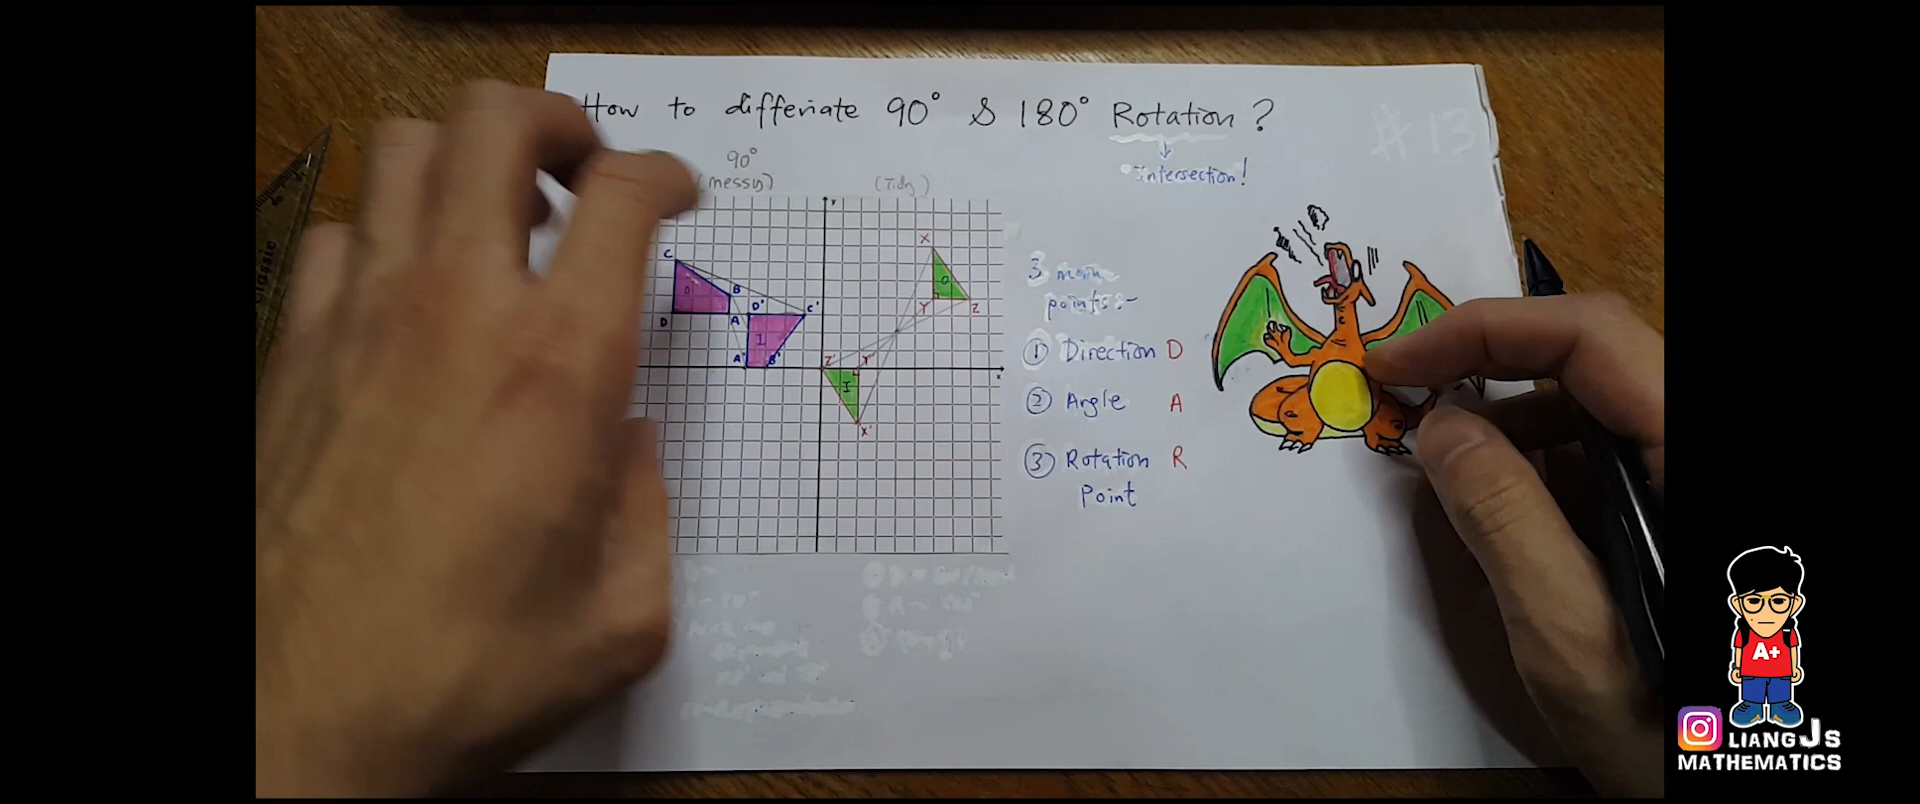 How to differiate 90° & 180° Rotation ?
# 13
90°
(messy)
(Tidy)
↓
Intersection!
y
X
C
O
O
B
D'
C'
Y
Z
D
A
I
A'
B'
Z'
Y'
x
I
X'
3 main
points:-
① Direction D
② Angle A
③ Rotation R
Point
Classic
A+
LIANGJS
MATHEMATICS